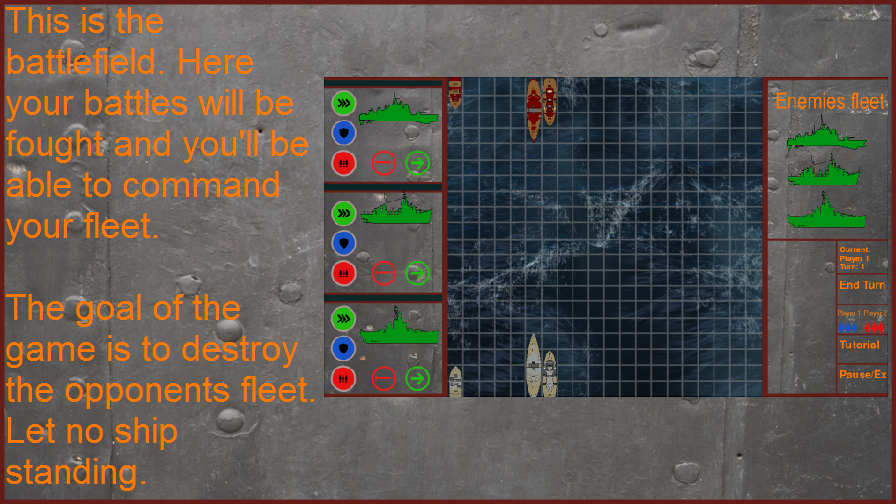 This is the
battlefield. Here
your battles will be
fought and you'll be
able to command
your fleet.
The goal of the
game is to destroy
the opponents fleet.
Let no ship
standing.
Enemies fleet
Current:
Player 1
Turn: 1
End Turn
Player 1 Player 2
Tutorial
Pause/Ex